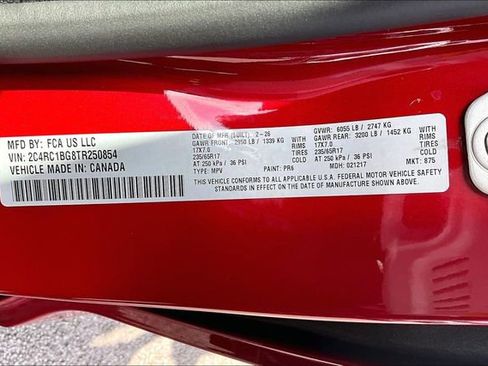 MFD BY: FCA US LLC
VIN: 2C4RC1BG8TR250854
VEHICLE MADE IN: CANADA
DATE OF MFR (BUILT): 2-26 GVWR: 6055 LB / 2747 KG
GAWR FRONT: 2950 LB / 1339 KG GAWR REAR: 3200 LB / 1452 KG
17X7.0 RIMS 17X7.0 RIMS
235/65R17 TIRES 235/65R17 TIRES
AT 250 kPa / 36 PSI COLD AT 250 kPa / 36 PSI COLD
THIS VEHICLE CONFORMS TO ALL APPLICABLE U.S.A. FEDERAL MOTOR VEHICLE SAFETY
BUMPER AND THEFT PREVENTION STANDARDS IN EFFECT ON THE DATE OF MANUFACTURE SHOWN ABOVE.
TYPE: MPV PAINT: PR6 MDH: 021217 MKT: 875